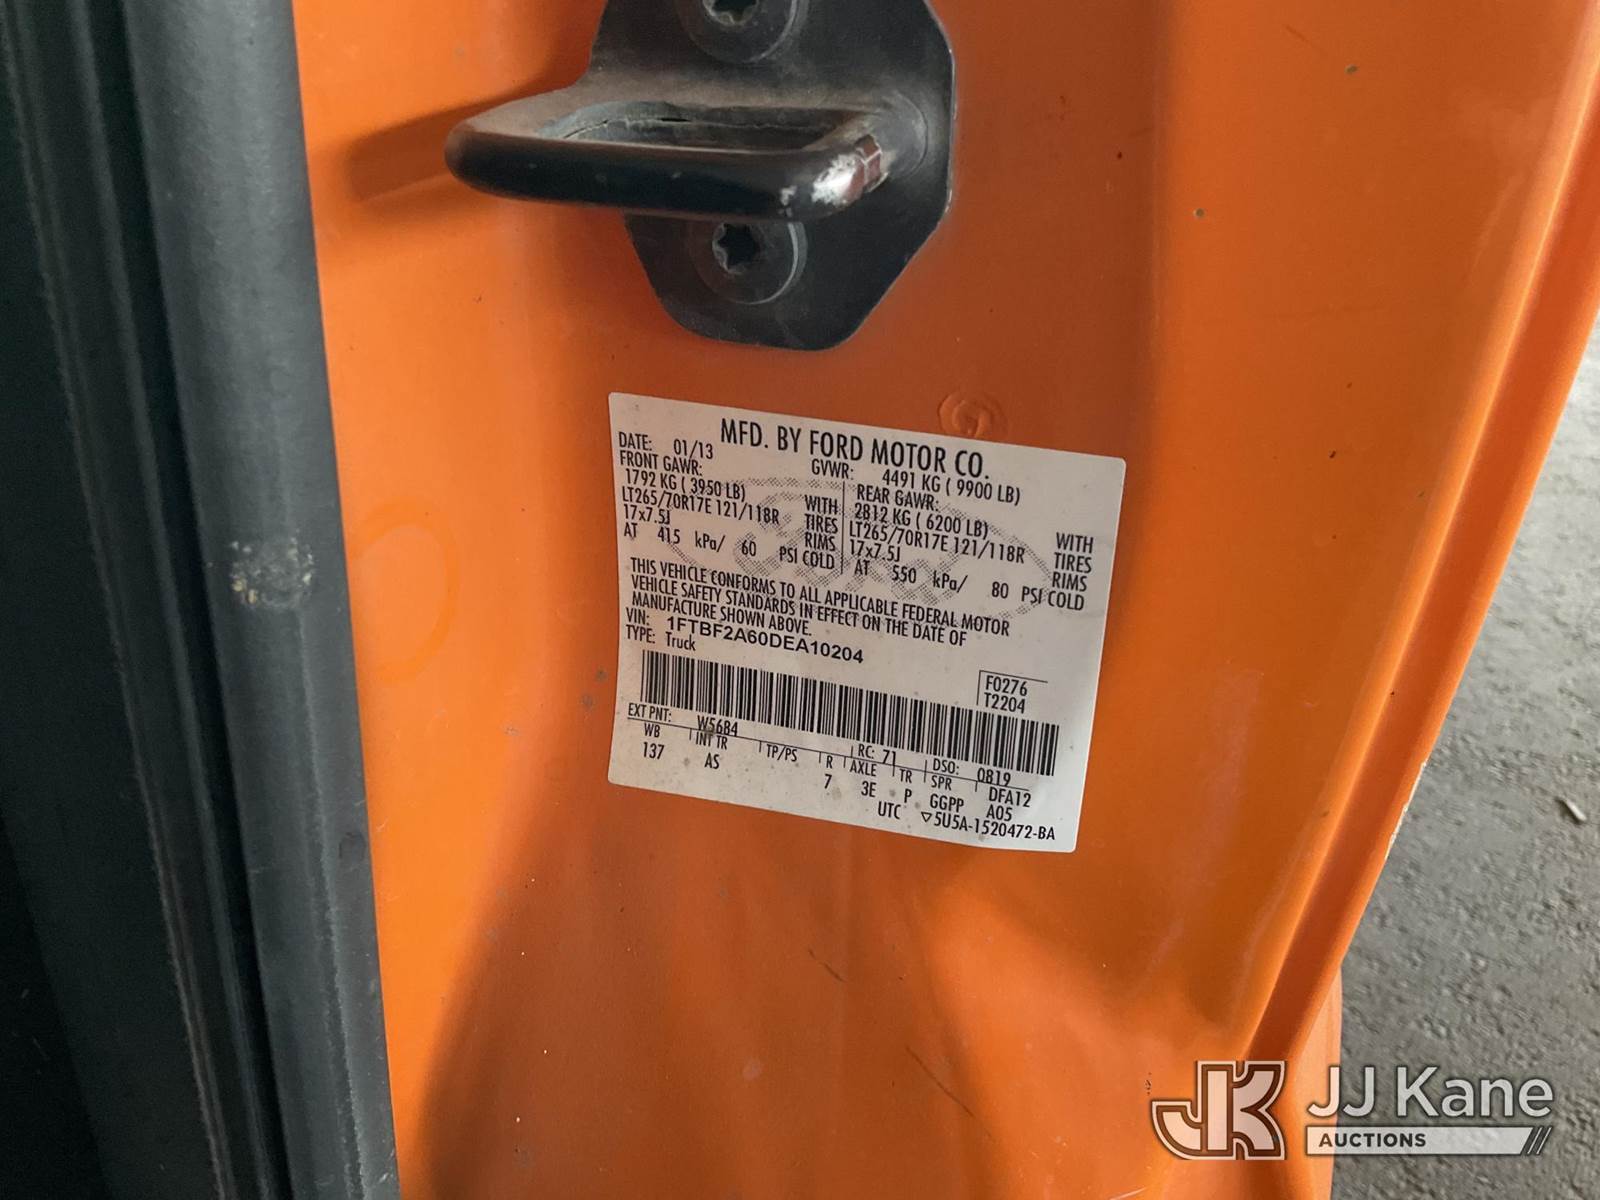 MFD. BY FORD MOTOR CO.
DATE: 01/13 GVWR: 4491 KG ( 9900 LB)
FRONT GAWR: REAR GAWR:
1792 KG ( 3950 LB) WITH 2812 KG ( 6200 LB) WITH
LT265/70R17E 121/118R TIRES LT265/70R17E 121/118R TIRES
17x7.5J RIMS 17x7.5J RIMS
AT 415 kPa/ 60 PSI COLD AT 550 kPa/ 80 PSI COLD
THIS VEHICLE CONFORMS TO ALL APPLICABLE FEDERAL MOTOR
VEHICLE SAFETY STANDARDS IN EFFECT ON THE DATE OF
MANUFACTURE SHOWN ABOVE.
VIN: 1FTBF2A60DEA10204
TYPE: Truck
F0276
T2204
EXT PNT: W5684 RC: 71 DSO: 0819
WB INT TR TP/PS R AXLE TR SPR DFA12
137 AS 7 3E P GGPP A05
UTC ▽5U5A-1520472-BA
JK JJ Kane
AUCTIONS